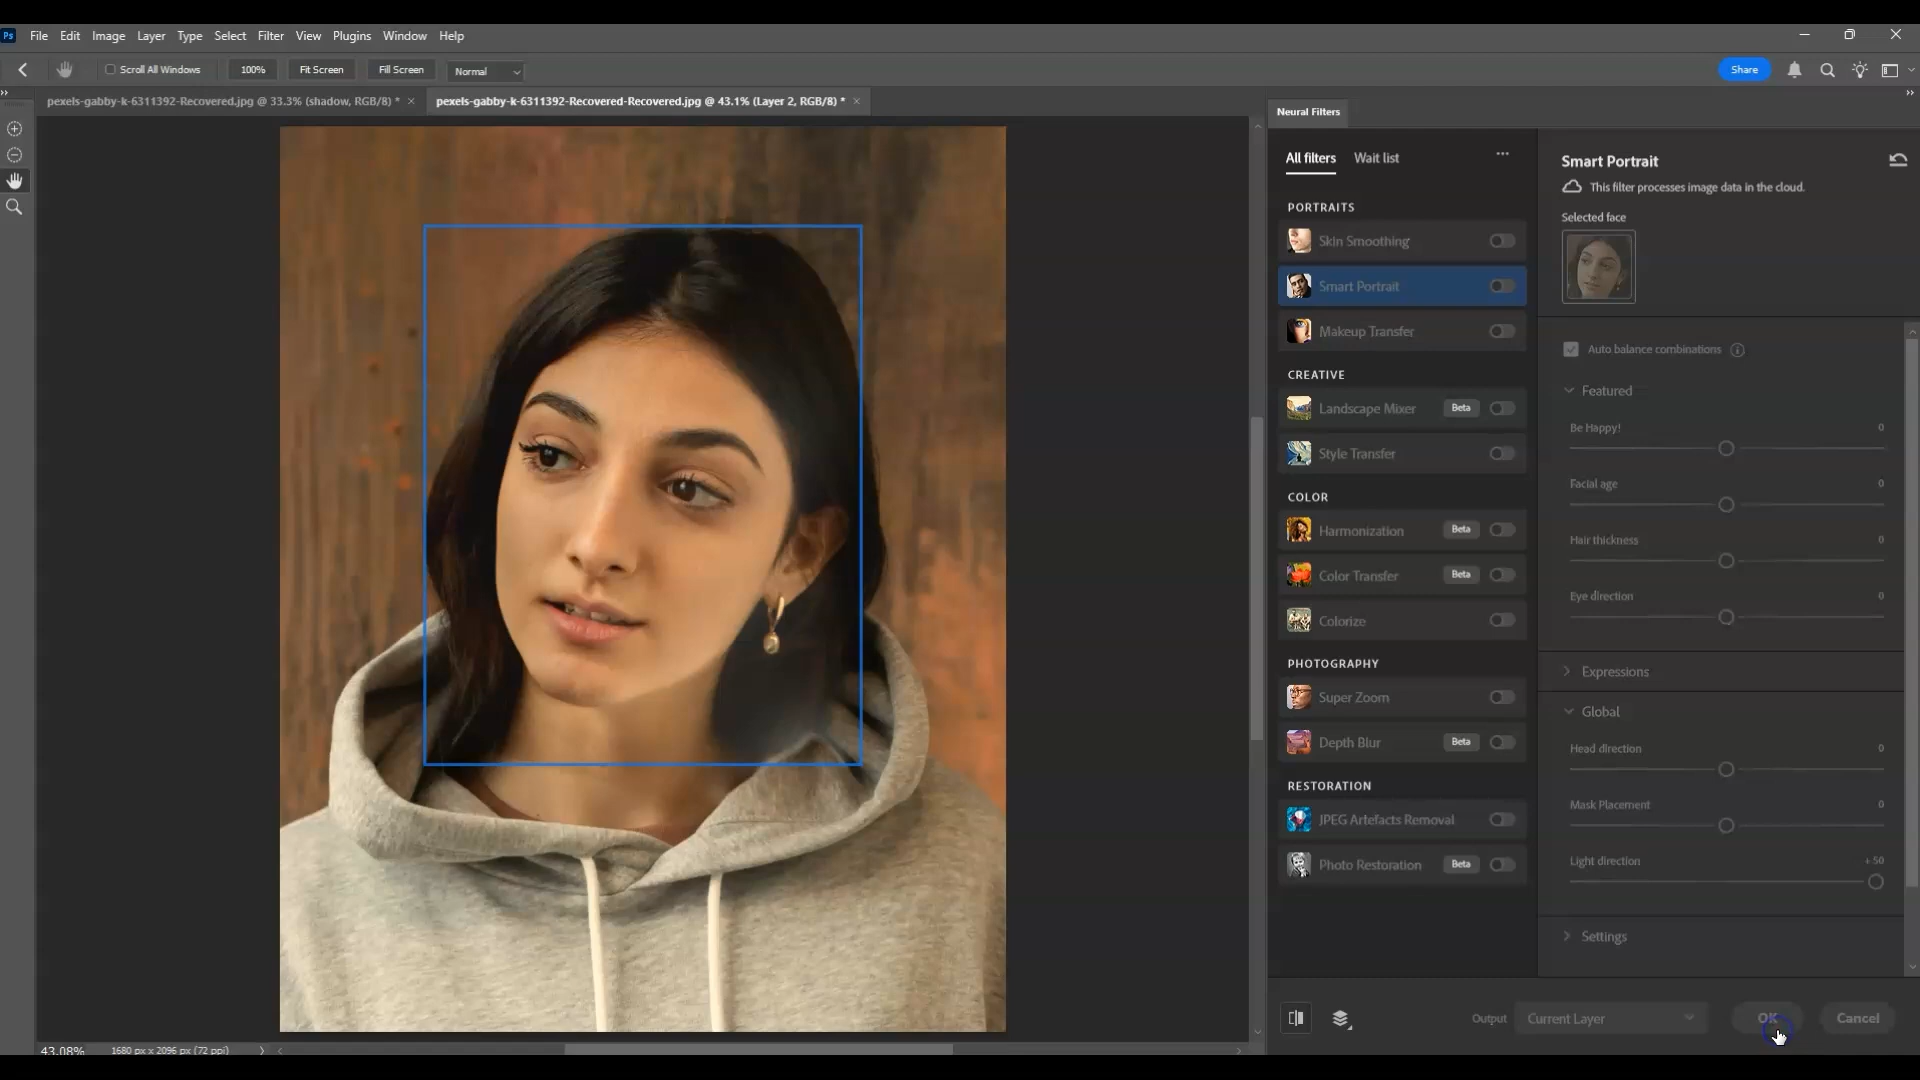 Ps File Edit Image Layer Type Select Filter View Plugins Window Help
Scroll All Windows 100% Fit Screen Fill Screen Normal Share
pexels-gabby-k-6311392-Recovered.jpg @ 33.3% (shadow, RGB/8) * × pexels-gabby-k-6311392-Recovered-Recovered.jpg @ 43.1% (Layer 2, RGB/8) * ×
Neural Filters
All filters Wait list
PORTRAITS
Skin Smoothing
Smart Portrait
Makeup Transfer
CREATIVE
Landscape Mixer Beta
Style Transfer
COLOR
Harmonization Beta
Color Transfer Beta
Colorize
PHOTOGRAPHY
Super Zoom
Depth Blur Beta
RESTORATION
JPEG Artefacts Removal
Photo Restoration Beta
Smart Portrait
This filter processes image data in the cloud.
Selected face
Auto balance combinations
Featured
Be Happy! 0
Facial age 0
Hair thickness 0
Eye direction 0
Expressions
Global
Head direction 0
Mask Placement 0
Light direction +50
Settings
Output Current Layer OK Cancel
43.08% 1680 px x 2096 px (72 ppi)